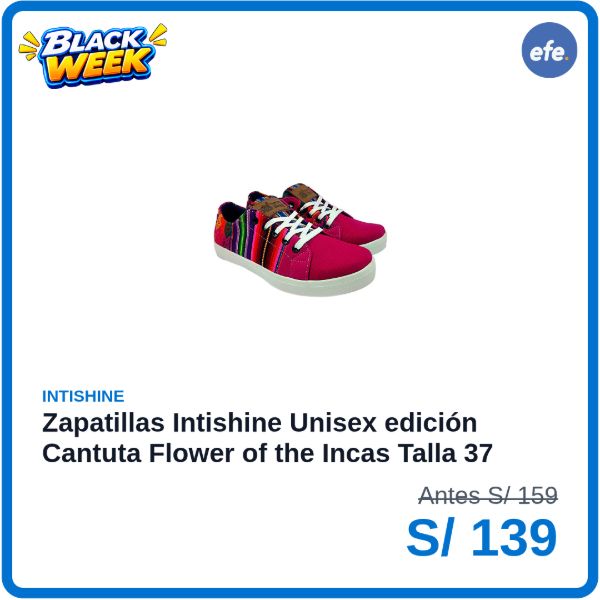 BLACK
WEEK
efe.
INTISHINE
Zapatillas Intishine Unisex edición
Cantuta Flower of the Incas Talla 37
Antes S/ 159
S/ 139